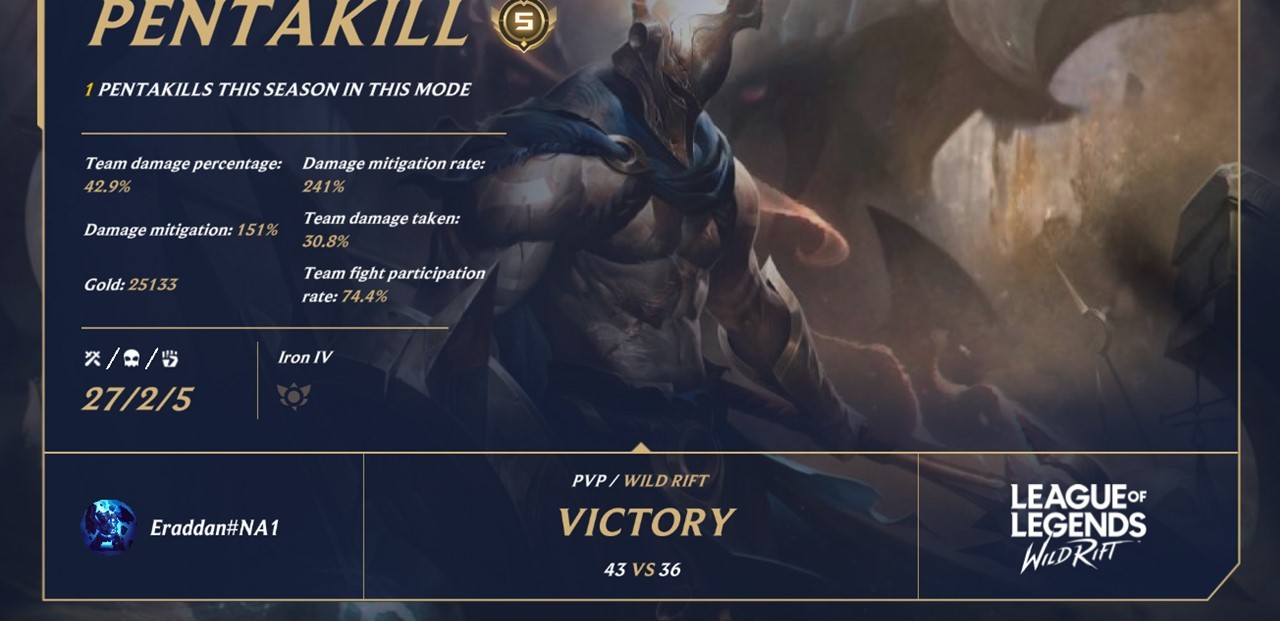 PENTAKILL 5
1 PENTAKILLS THIS SEASON IN THIS MODE
Team damage percentage:
42.9%
Damage mitigation rate:
241%
Damage mitigation: 151%
Team damage taken:
30.8%
Gold: 25133
Team fight participation
rate: 74.4%
/ /
27/2/5
Iron IV
Eraddan#NA1
PVP / WILD RIFT
VICTORY
43 VS 36
LEAGUE OF
LEGENDS
WILD RIFT